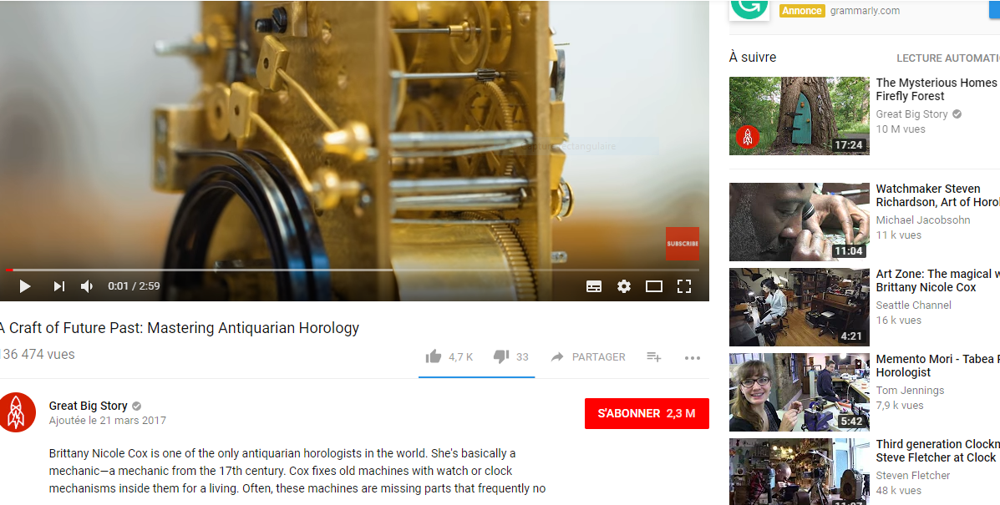 Annonce grammarly.com
À suivre
LECTURE AUTOMATI
The Mysterious Homes
Firefly Forest
Great Big Story
10 M vues
17:24
Watchmaker Steven
Richardson, Art of Horol
Michael Jacobsohn
11 k vues
11:04
Art Zone: The magical w
Brittany Nicole Cox
Seattle Channel
16 k vues
4:21
Memento Mori - Tabea R
Horologist
Tom Jennings
7,9 k vues
5:42
Third generation Clockm
Steve Fletcher at Clock
Steven Fletcher
48 k vues
rectangulaire
SUBSCRIBE
0:01 / 2:59
A Craft of Future Past: Mastering Antiquarian Horology
136 474 vues
4,7 K
33
PARTAGER
Great Big Story
Ajoutée le 21 mars 2017
S'ABONNER 2,3 M
Brittany Nicole Cox is one of the only antiquarian horologists in the world. She's basically a
mechanic—a mechanic from the 17th century. Cox fixes old machines with watch or clock
mechanisms inside them for a living. Often, these machines are missing parts that frequently no